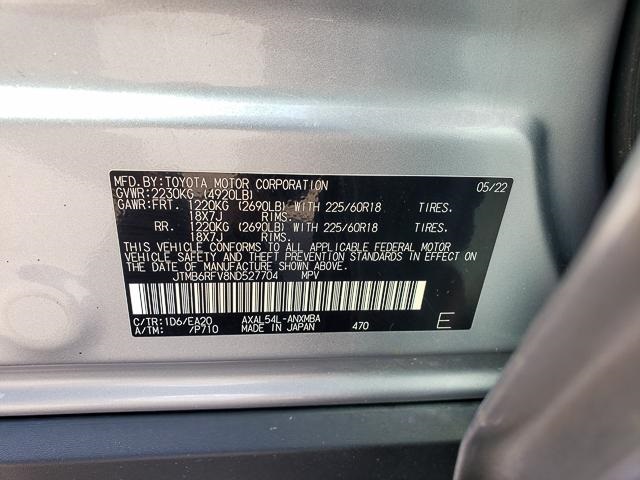 MFD.BY:TOYOTA MOTOR CORPORATION 05/22
GVWR:2230KG (4920LB)
GAWR:FRT. 1220KG (2690LB) WITH 225/60R18 TIRES.
18X7J RIMS.
RR. 1220KG (2690LB) WITH 225/60R18 TIRES.
18X7J RIMS.
THIS VEHICLE CONFORMS TO ALL APPLICABLE FEDERAL MOTOR
VEHICLE SAFETY AND THEFT PREVENTION STANDARDS IN EFFECT ON
THE DATE OF MANUFACTURE SHOWN ABOVE.
JTMB6RFV8ND527704 MPV
C/TR:1D6/EA20 AXAL54L-ANXMBA
A/TM: /P710 MADE IN JAPAN 470 E